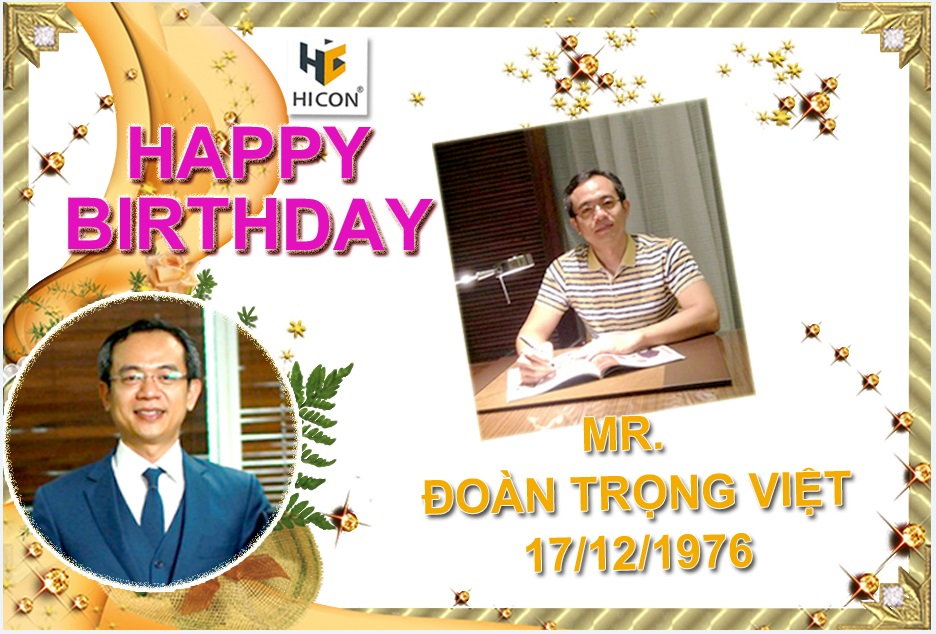 HICON®
HAPPY
BIRTHDAY
MR.
ĐOÀN TRỌNG VIỆT
17/12/1976